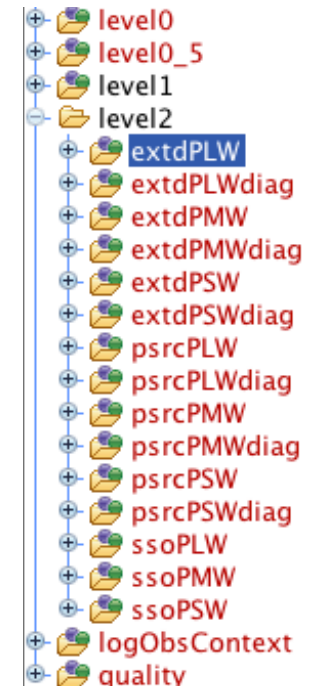 level0
level0_5
level1
level2
extdPLW
extdPLWdiag
extdPMW
extdPMWdiag
extdPSW
extdPSWdiag
psrcPLW
psrcPLWdiag
psrcPMW
psrcPMWdiag
psrcPSW
psrcPSWdiag
ssoPLW
ssoPMW
ssoPSW
logObsContext
quality